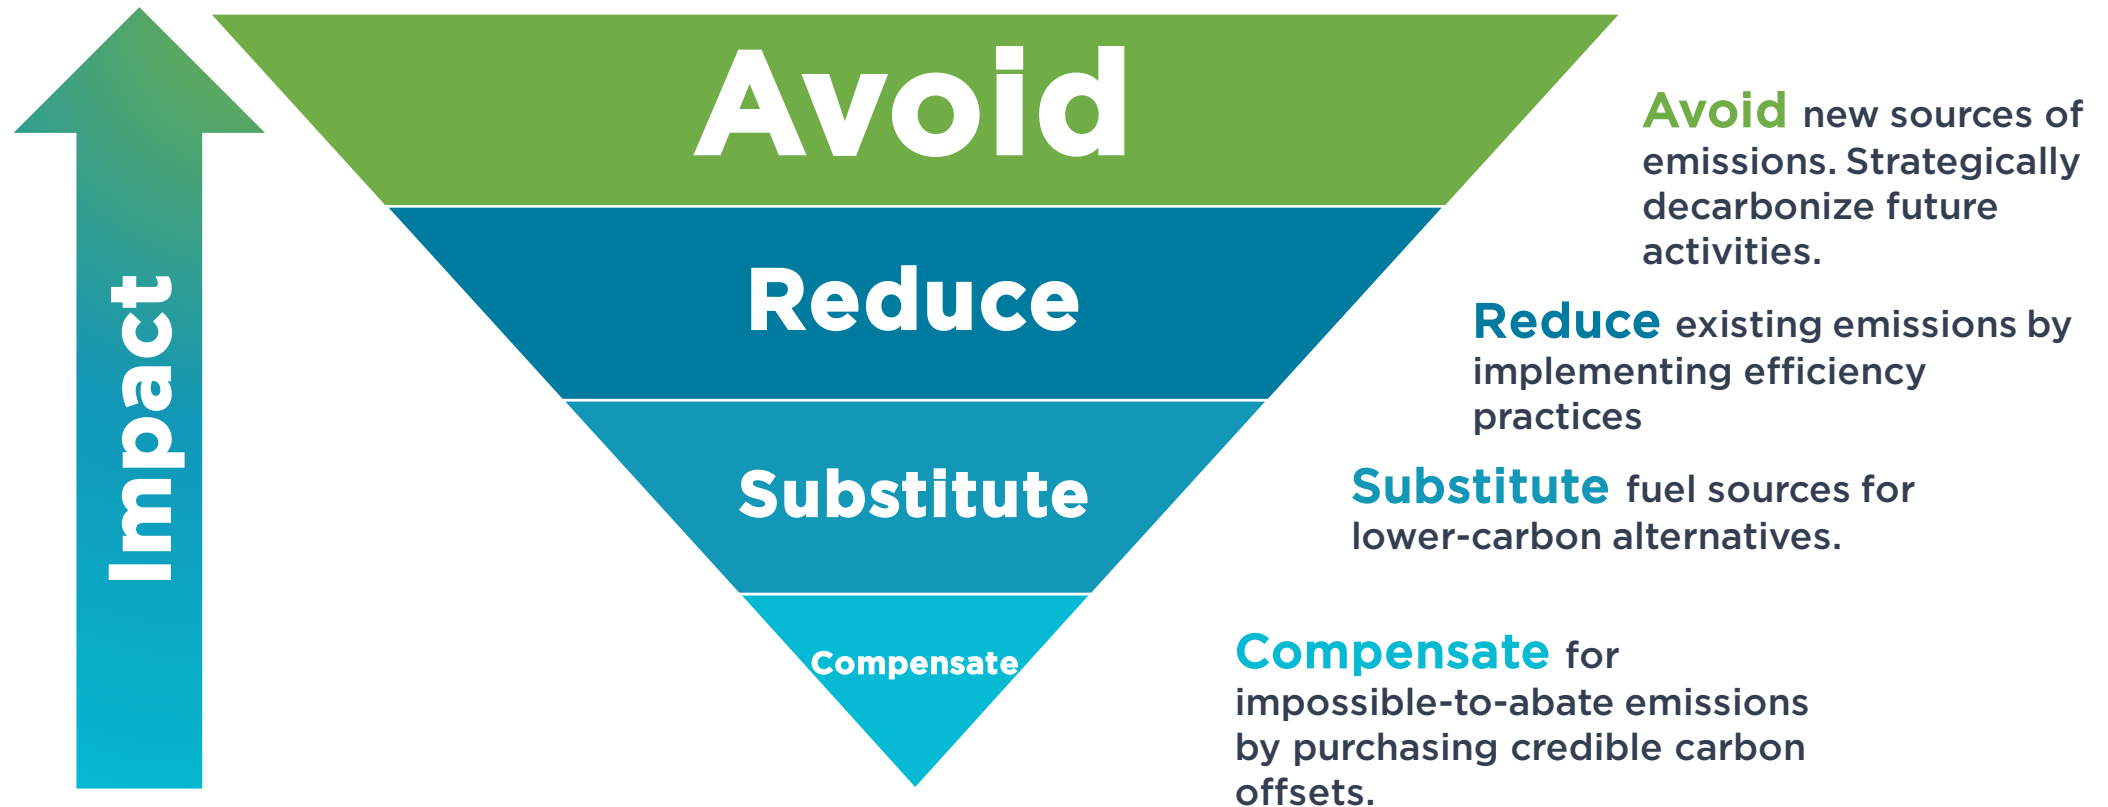 Impact
Avoid
Reduce
Substitute
Compensate
Avoid new sources of
emissions. Strategically
decarbonize future
activities.
Reduce existing emissions by
implementing efficiency
practices
Substitute fuel sources for
lower-carbon alternatives.
Compensate for
impossible-to-abate emissions
by purchasing credible carbon
offsets.